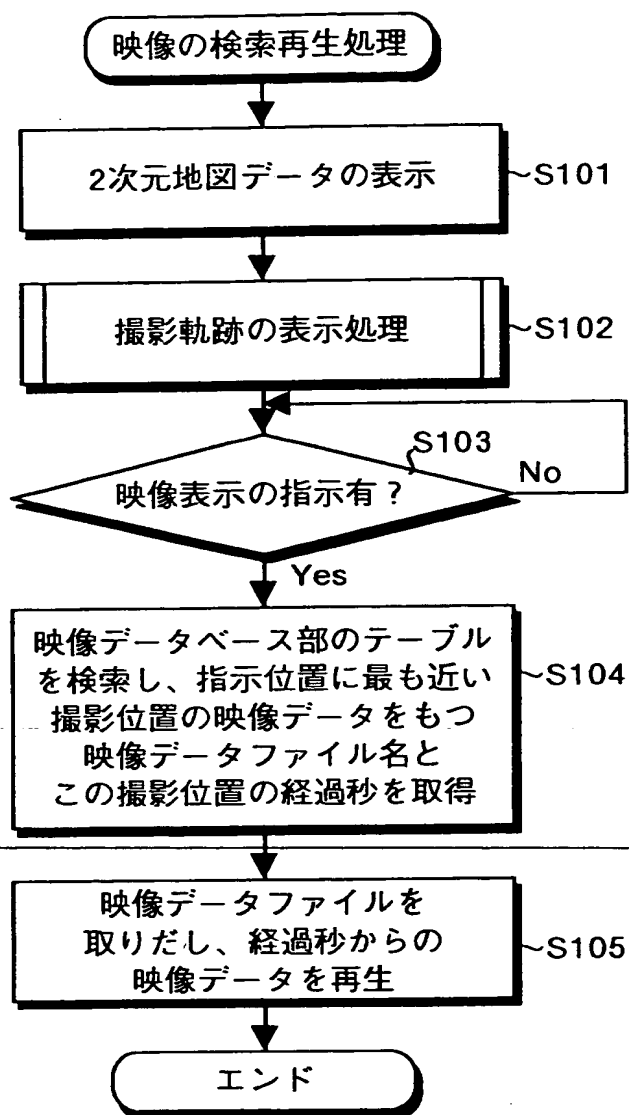 映像の検索再生処理
2次元地図データの表示
S101
撮影軌跡の表示処理
S102
S103
映像表示の指示有？
No
Yes
映像データベース部のテーブル
を検索し、指示位置に最も近い
撮影位置の映像データをもつ
映像データファイル名と
この撮影位置の経過秒を取得
S104
映像データファイルを
取りだし、経過秒からの
映像データを再生
S105
エンド